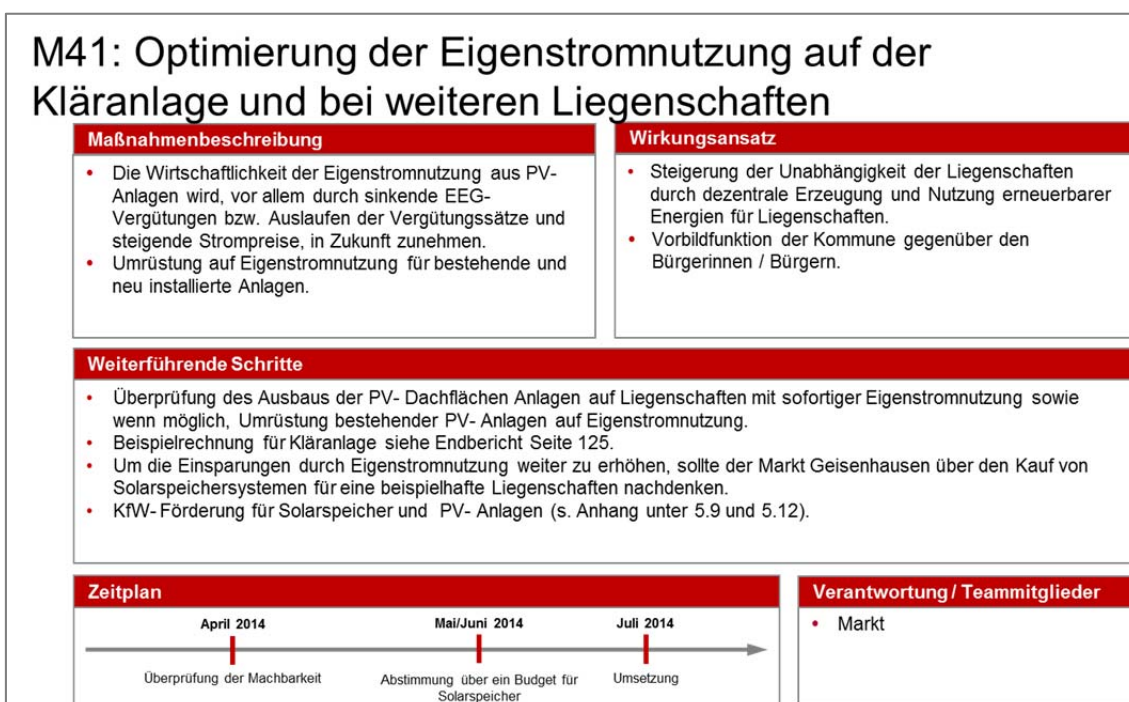 M41: Optimierung der Eigenstromnutzung auf der
Kläranlage und bei weiteren Liegenschaften
Maßnahmenbeschreibung
• Die Wirtschaftlichkeit der Eigenstromnutzung aus PV-
Anlagen wird, vor allem durch sinkende EEG-
Vergütungen bzw. Auslaufen der Vergütungssätze und
steigende Strompreise, in Zukunft zunehmen.
• Umrüstung auf Eigenstromnutzung für bestehende und
neu installierte Anlagen.
Wirkungsansatz
• Steigerung der Unabhängigkeit der Liegenschaften
durch dezentrale Erzeugung und Nutzung erneuerbarer
Energien für Liegenschaften.
• Vorbildfunktion der Kommune gegenüber den
Bürgerinnen / Bürgern.
Weiterführende Schritte
• Überprüfung des Ausbaus der PV- Dachflächen Anlagen auf Liegenschaften mit sofortiger Eigenstromnutzung sowie
wenn möglich, Umrüstung bestehender PV- Anlagen auf Eigenstromnutzung.
• Beispielrechnung für Kläranlage siehe Endbericht Seite 125.
• Um die Einsparungen durch Eigenstromnutzung weiter zu erhöhen, sollte der Markt Geisenhausen über den Kauf von
Solarspeichersystemen für eine beispielhafte Liegenschaften nachdenken.
• KfW- Förderung für Solarspeicher und PV- Anlagen (s. Anhang unter 5.9 und 5.12).
Zeitplan
April 2014
Mai/Juni 2014
Juli 2014
Überprüfung der Machbarkeit
Abstimmung über ein Budget für
Solarspeicher
Umsetzung
Verantwortung / Teammitglieder
• Markt